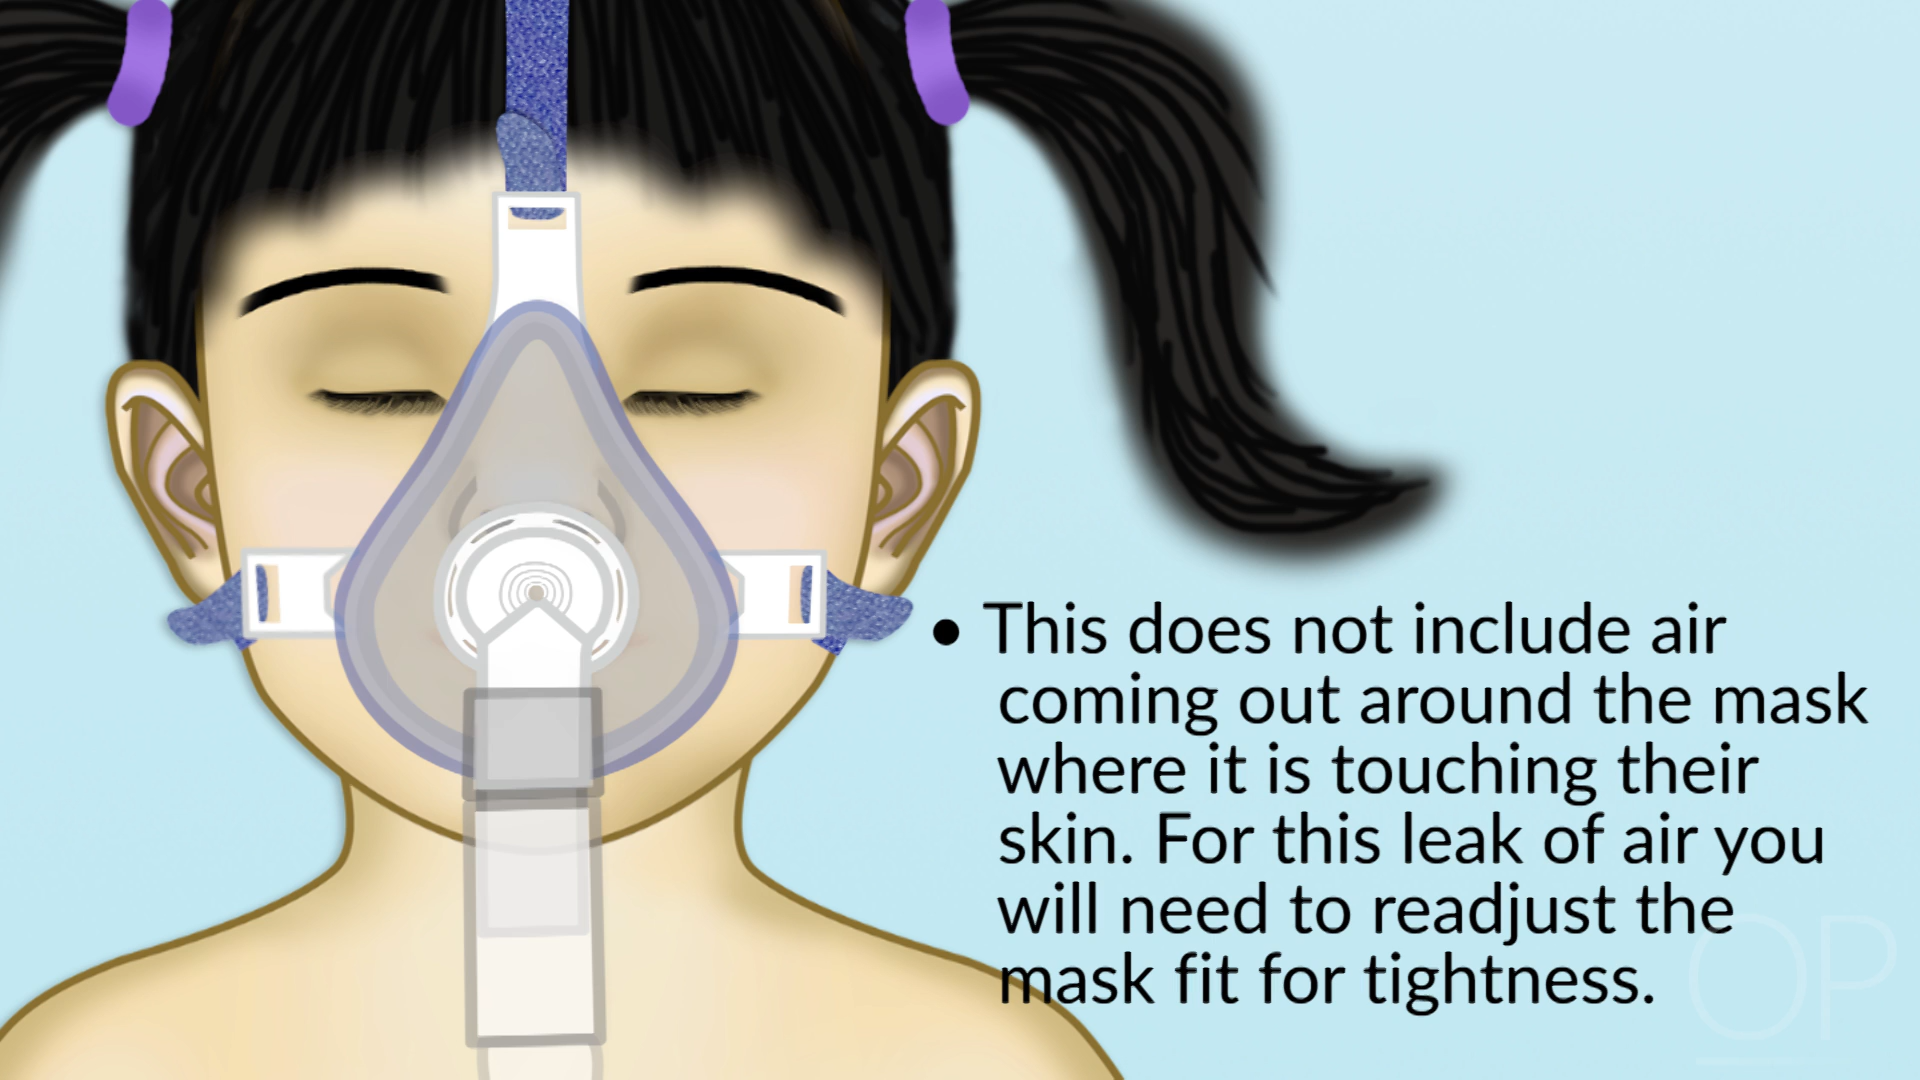 • This does not include air
coming out around the mask
where it is touching their
skin. For this leak of air you
will need to readjust the
mask fit for tightness.
OP